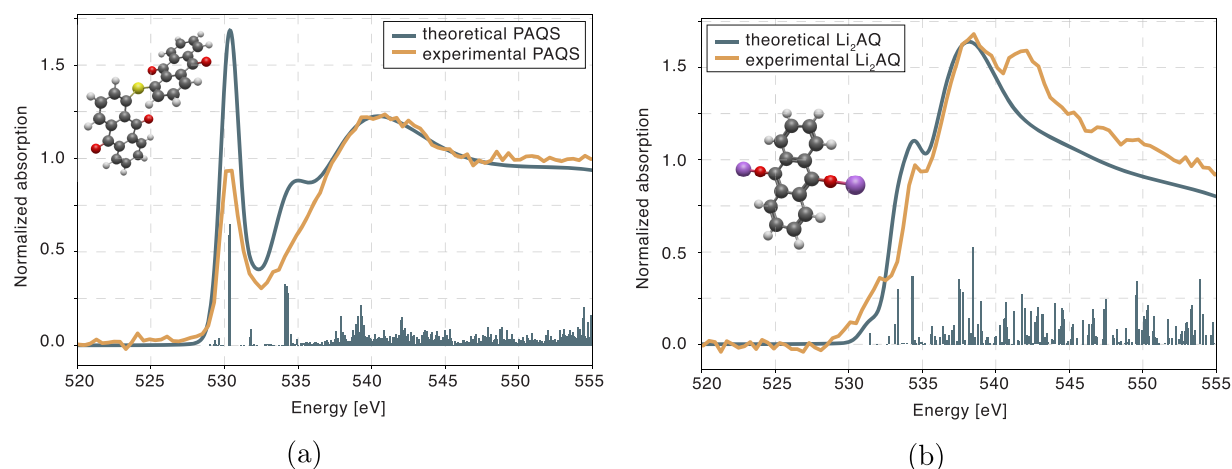 theoretical PAQS
experimental PAQS
1.5
1.0
0.5
0.0
Normalized absorption
520 525 530 535 540 545 550 555
Energy [eV]
(a)
theoretical Li₂AQ
experimental Li₂AQ
1.5
1.0
0.5
0.0
Normalized absorption
520 525 530 535 540 545 550 555
Energy [eV]
(b)